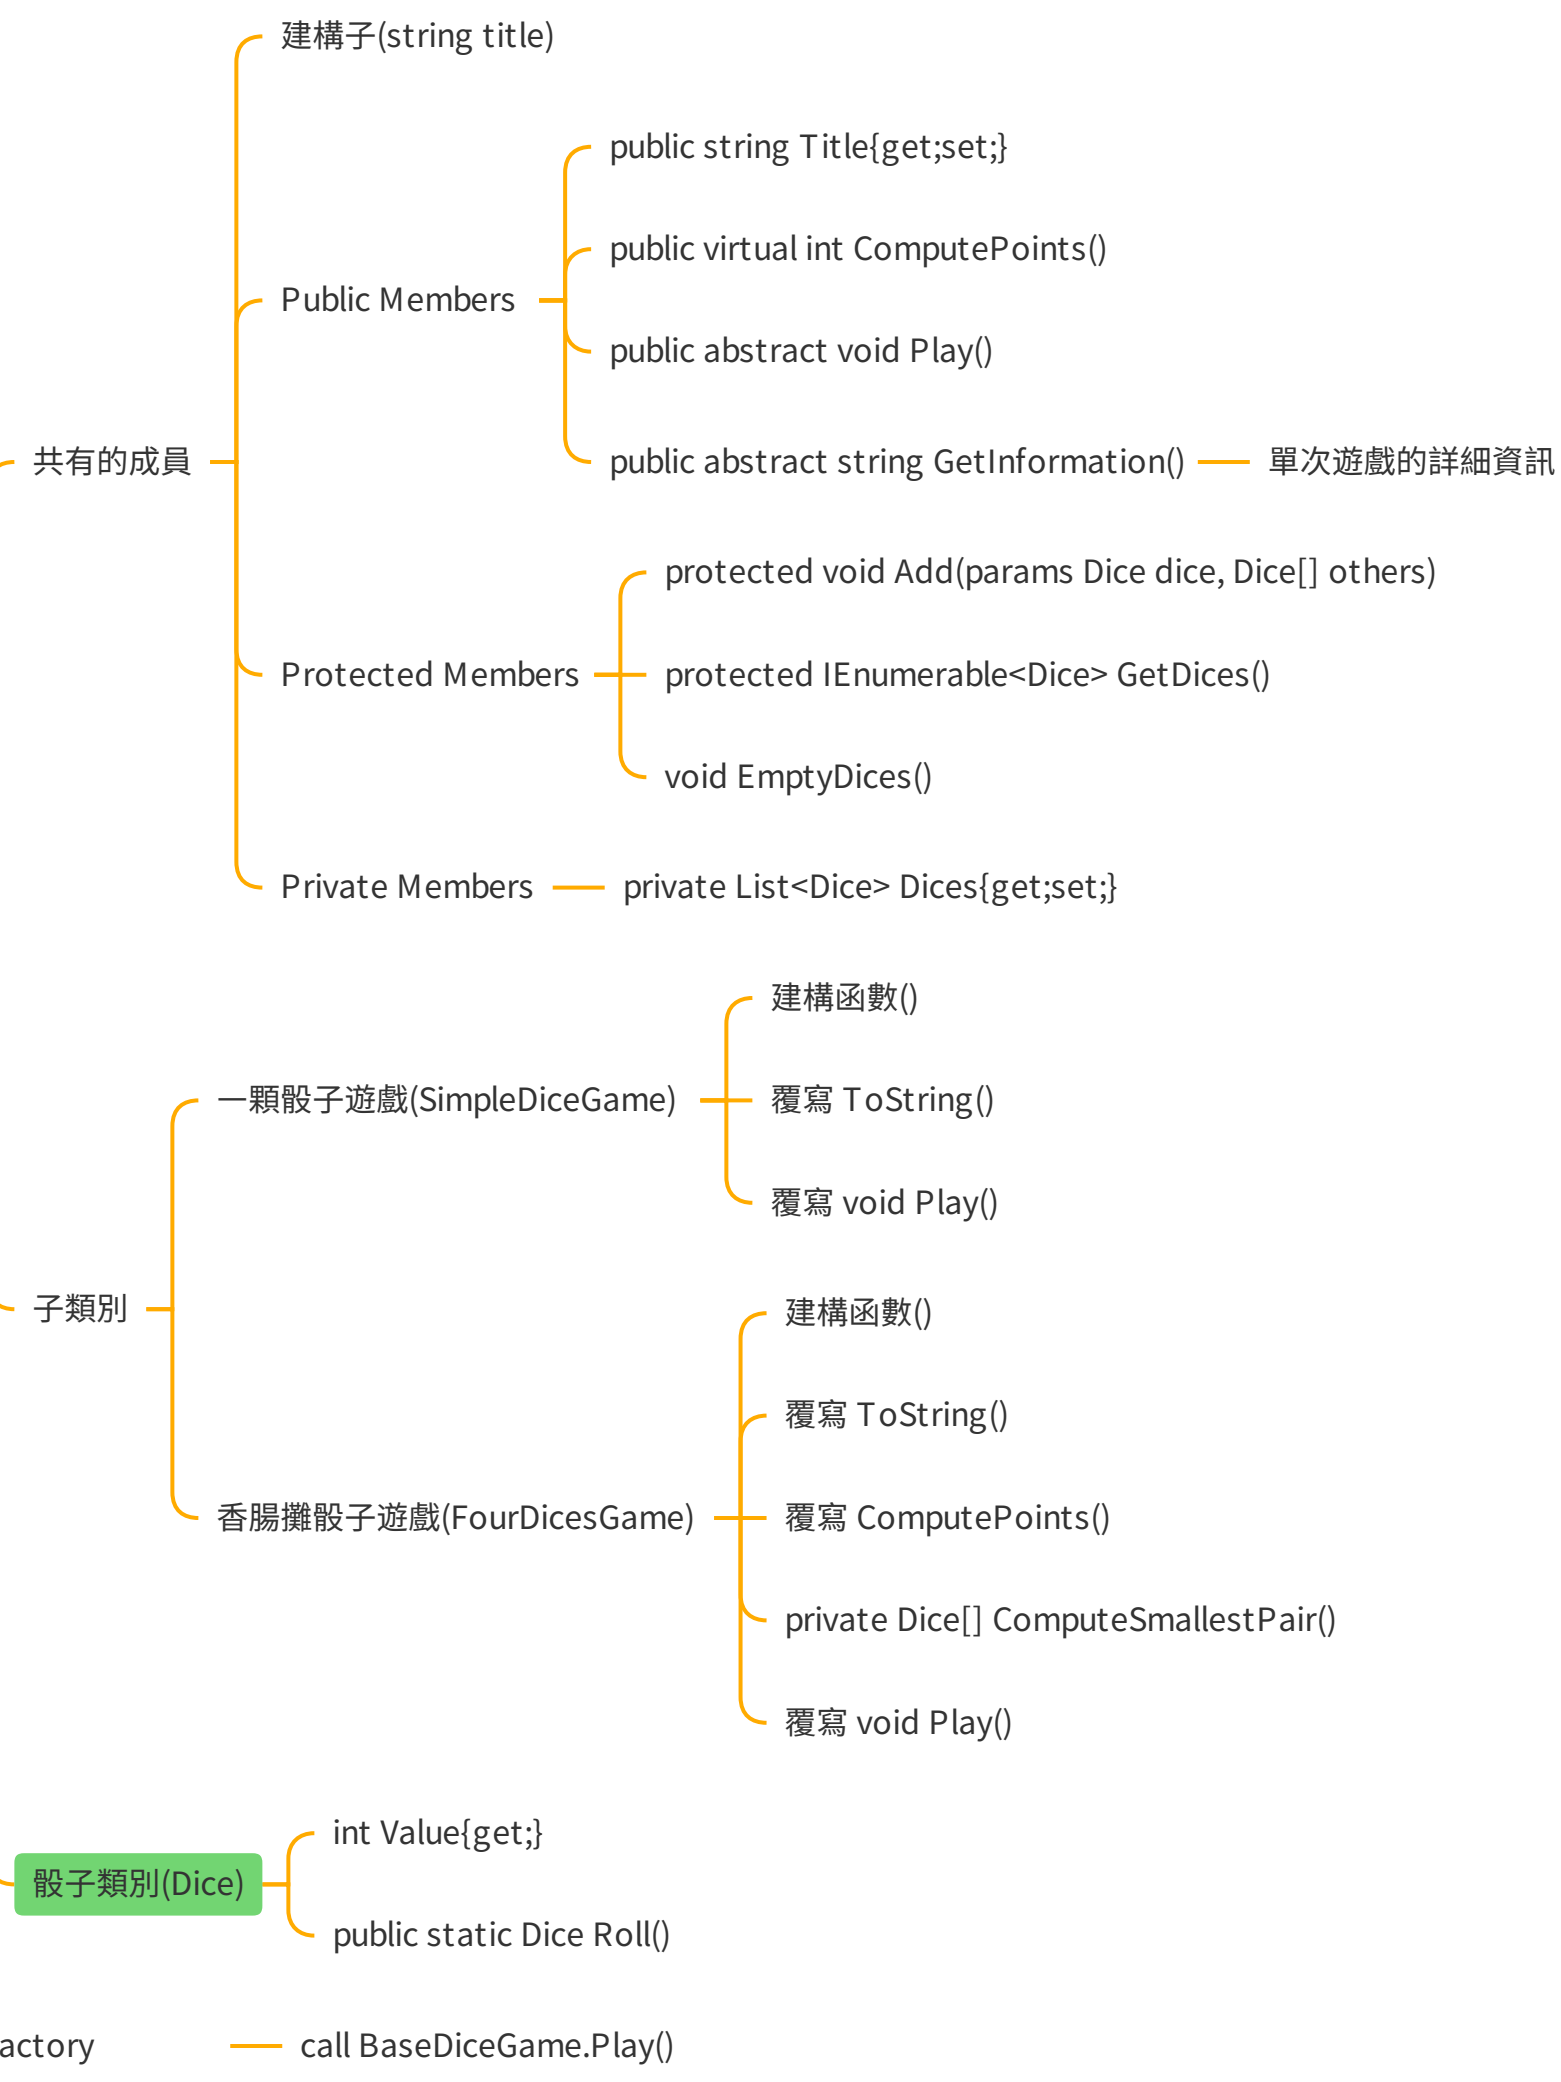 建構子(string title)
public string Title{get;set;}
public virtual int ComputePoints()
Public Members
public abstract void Play()
共有的成員
public abstract string GetInformation()
單次遊戲的詳細資訊
protected void Add(params Dice dice, Dice[] others)
Protected Members
protected IEnumerable<Dice> GetDices()
void EmptyDices()
Private Members
private List<Dice> Dices{get;set;}
建構函數()
一顆骰子遊戲(SimpleDiceGame)
覆寫 ToString()
覆寫 void Play()
子類別
建構函數()
覆寫 ToString()
香腸攤骰子遊戲(FourDicesGame)
覆寫 ComputePoints()
private Dice[] ComputeSmallestPair()
覆寫 void Play()
int Value{get;}
骰子類別(Dice)
public static Dice Roll()
actory
call BaseDiceGame.Play()